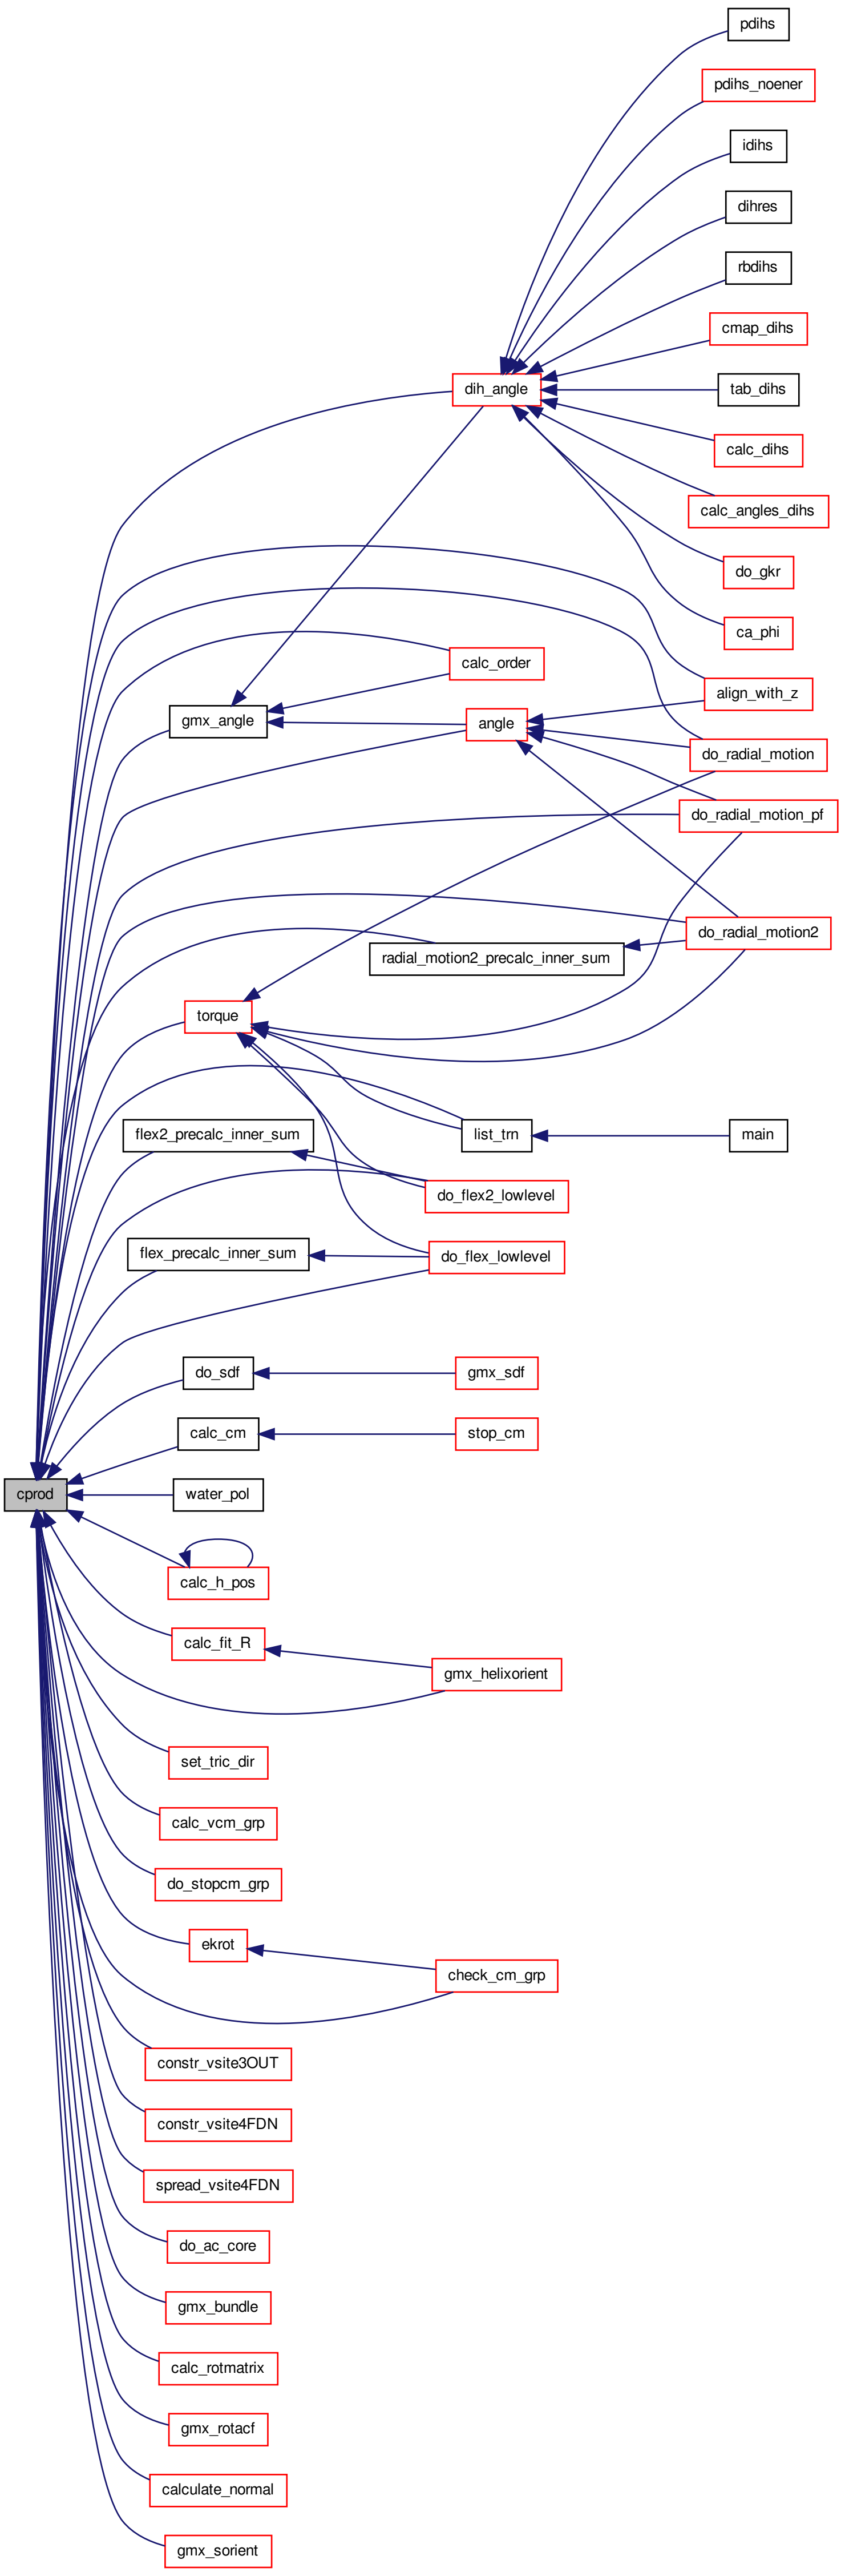 pdihs
pdihs_noener
idihs
dihres
rbdihs
cmap_dihs
dih_angle
tab_dihs
calc_dihs
calc_angles_dihs
do_gkr
ca_phi
calc_order
align_with_z
gmx_angle
angle
do_radial_motion
do_radial_motion_pf
do_radial_motion2
radial_motion2_precalc_inner_sum
torque
flex2_precalc_inner_sum
list_trn
main
do_flex2_lowlevel
flex_precalc_inner_sum
do_flex_lowlevel
do_sdf
gmx_sdf
calc_cm
stop_cm
cprod
water_pol
calc_h_pos
calc_fit_R
gmx_helixorient
set_tric_dir
calc_vcm_grp
do_stopcm_grp
ekrot
check_cm_grp
constr_vsite3OUT
constr_vsite4FDN
spread_vsite4FDN
do_ac_core
gmx_bundle
calc_rotmatrix
gmx_rotacf
calculate_normal
gmx_sorient